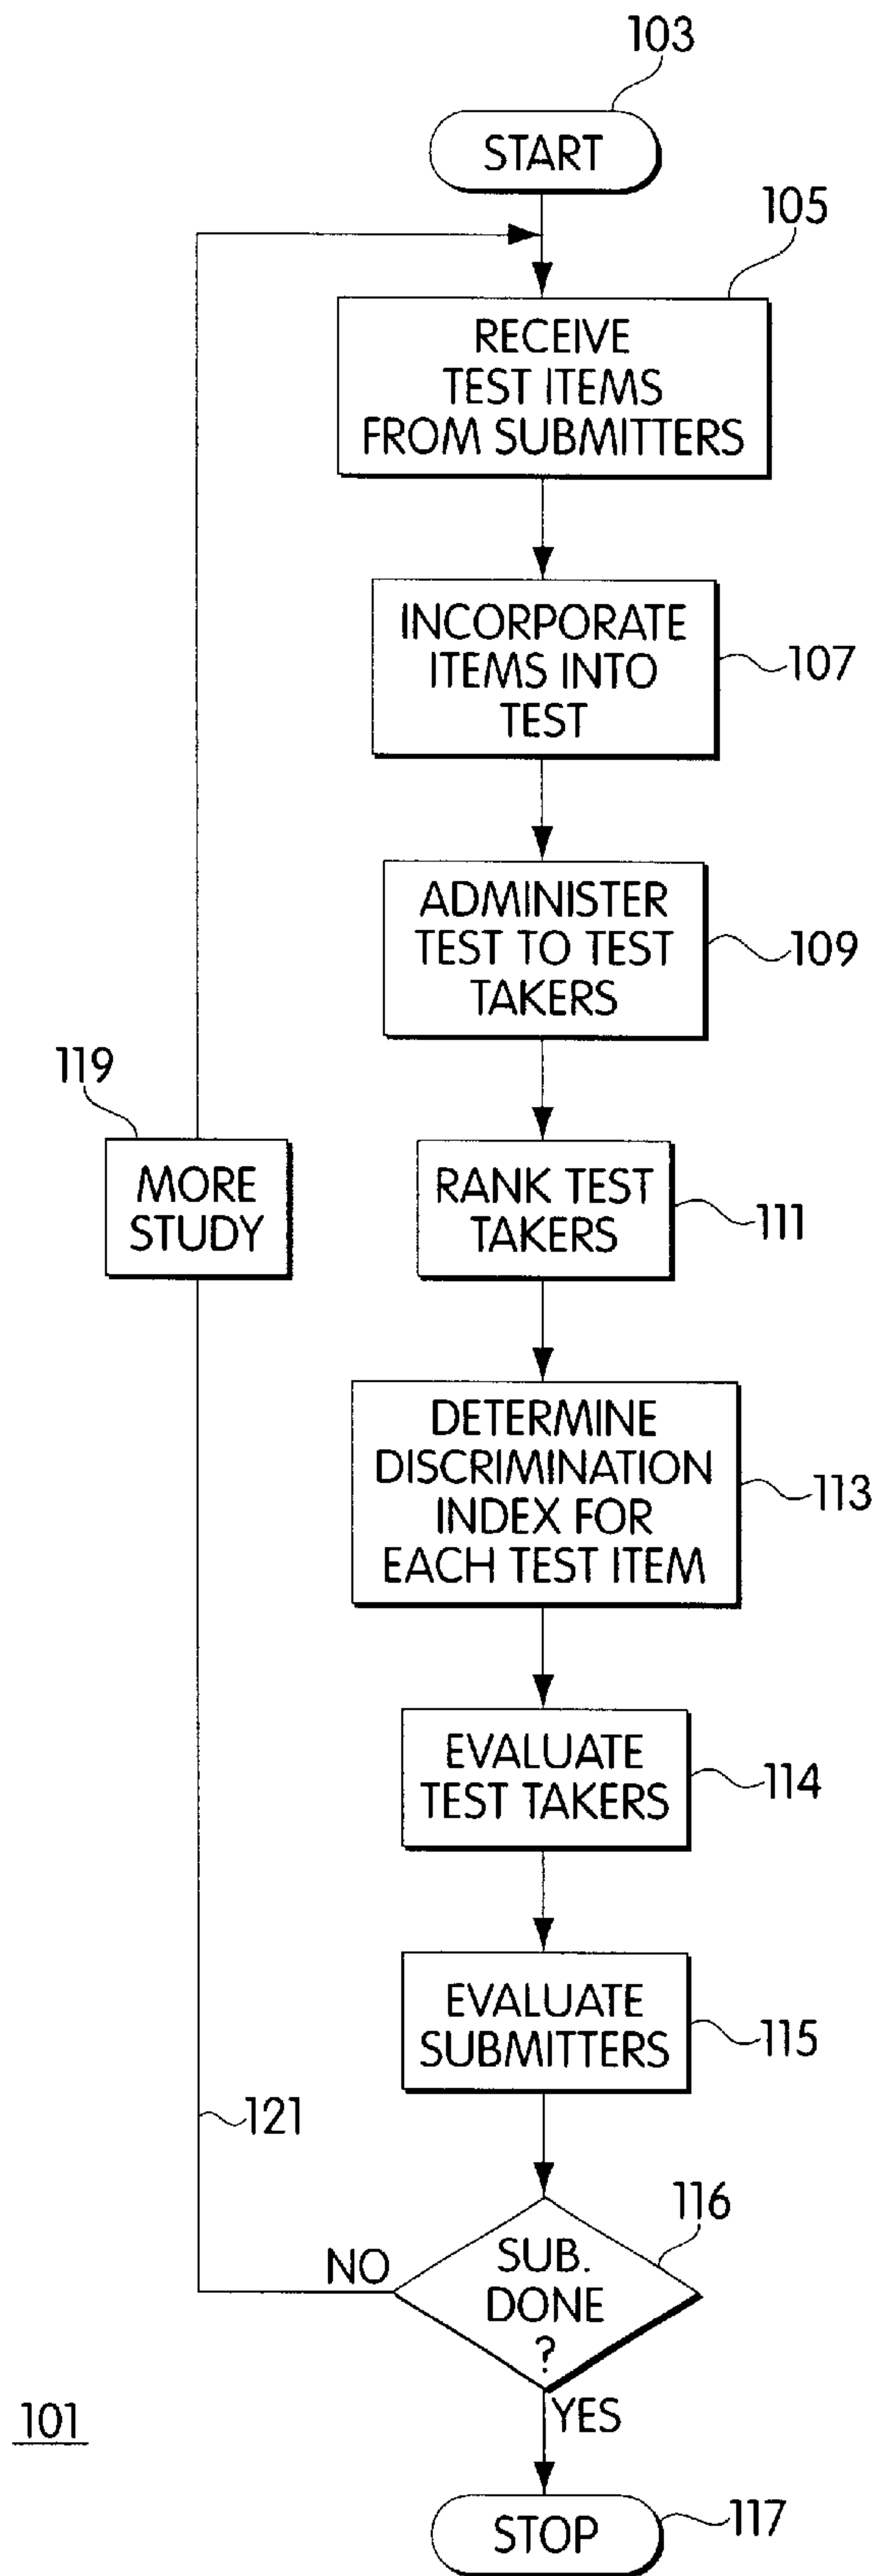 103
START
105
RECEIVE
TEST ITEMS
FROM SUBMITTERS
INCORPORATE
ITEMS INTO
TEST
107
ADMINISTER
TEST TO TEST
TAKERS
109
119
MORE
STUDY
RANK TEST
TAKERS
111
DETERMINE
DISCRIMINATION
INDEX FOR
EACH TEST ITEM
113
EVALUATE
TEST TAKERS
114
EVALUATE
SUBMITTERS
115
121
116
NO
SUB.
DONE
?
YES
101
STOP
117